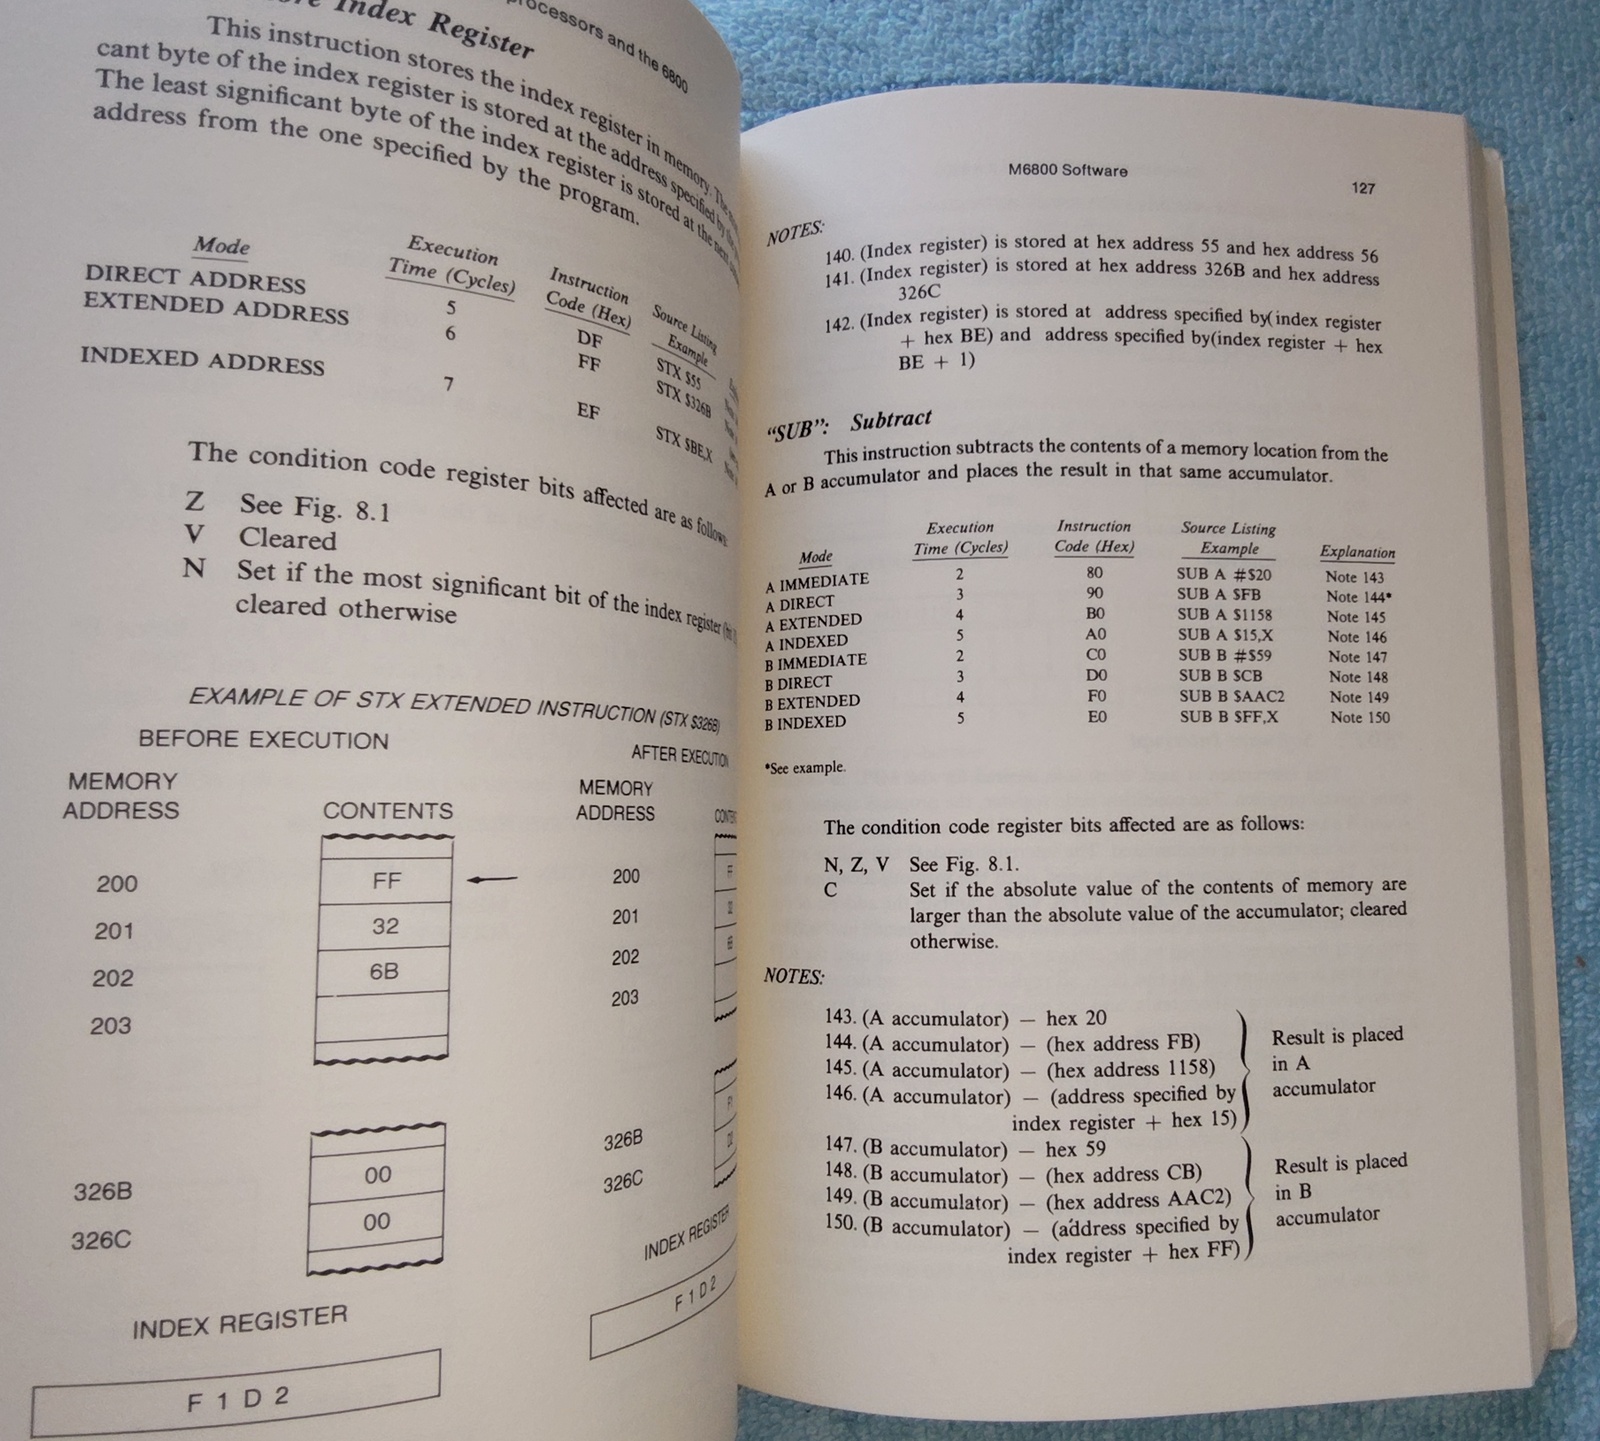 processors and the 6800
Index Register
This instruction stores the index register in memory. The
cant byte of the index register is stored at the address specified by the
The least significant byte of the index register is stored at the next
address from the one specified by the program.
Mode
Execution
Time (Cycles)
Instruction
Code (Hex)
Source Listing
Example
DIRECT ADDRESS 5 DF STX $55
EXTENDED ADDRESS 6 FF STX $326B
INDEXED ADDRESS 7 EF STX $BE,X
The condition code register bits affected are as follows:
Z See Fig. 8.1
V Cleared
N Set if the most significant bit of the index register
cleared otherwise
EXAMPLE OF STX EXTENDED INSTRUCTION (STX $326B)
BEFORE EXECUTION
MEMORY
ADDRESS CONTENTS
200 FF
201 32
202 6B
203
326B 00
326C 00
INDEX REGISTER
F 1 D 2
AFTER EXECUTION
MEMORY
ADDRESS
200
201
202
203
326B
326C
INDEX REGISTER
F 1 D 2
M6800 Software
127
NOTES:
140. (Index register) is stored at hex address 55 and hex address 56
141. (Index register) is stored at hex address 326B and hex address
326C
142. (Index register) is stored at address specified by(index register
+ hex BE) and address specified by(index register + hex
BE + 1)
“SUB”: Subtract
This instruction subtracts the contents of a memory location from the
A or B accumulator and places the result in that same accumulator.
Execution Instruction Source Listing
Mode Time (Cycles) Code (Hex) Example Explanation
A IMMEDIATE 2 80 SUB A #$20 Note 143
A DIRECT 3 90 SUB A $FB Note 144*
A EXTENDED 4 B0 SUB A $1158 Note 145
A INDEXED 5 A0 SUB A $15,X Note 146
B IMMEDIATE 2 C0 SUB B #$59 Note 147
B DIRECT 3 D0 SUB B $CB Note 148
B EXTENDED 4 F0 SUB B $AAC2 Note 149
B INDEXED 5 E0 SUB B $FF,X Note 150
*See example.
The condition code register bits affected are as follows:
N, Z, V See Fig. 8.1.
C Set if the absolute value of the contents of memory are
larger than the absolute value of the accumulator; cleared
otherwise.
NOTES:
143. (A accumulator) — hex 20
144. (A accumulator) — (hex address FB)
145. (A accumulator) — (hex address 1158)
146. (A accumulator) — (address specified by
index register + hex 15)
Result is placed
in A
accumulator
147. (B accumulator) — hex 59
148. (B accumulator) — (hex address CB)
149. (B accumulator) — (hex address AAC2)
150. (B accumulator) — (address specified by
index register + hex FF)
Result is placed
in B
accumulator